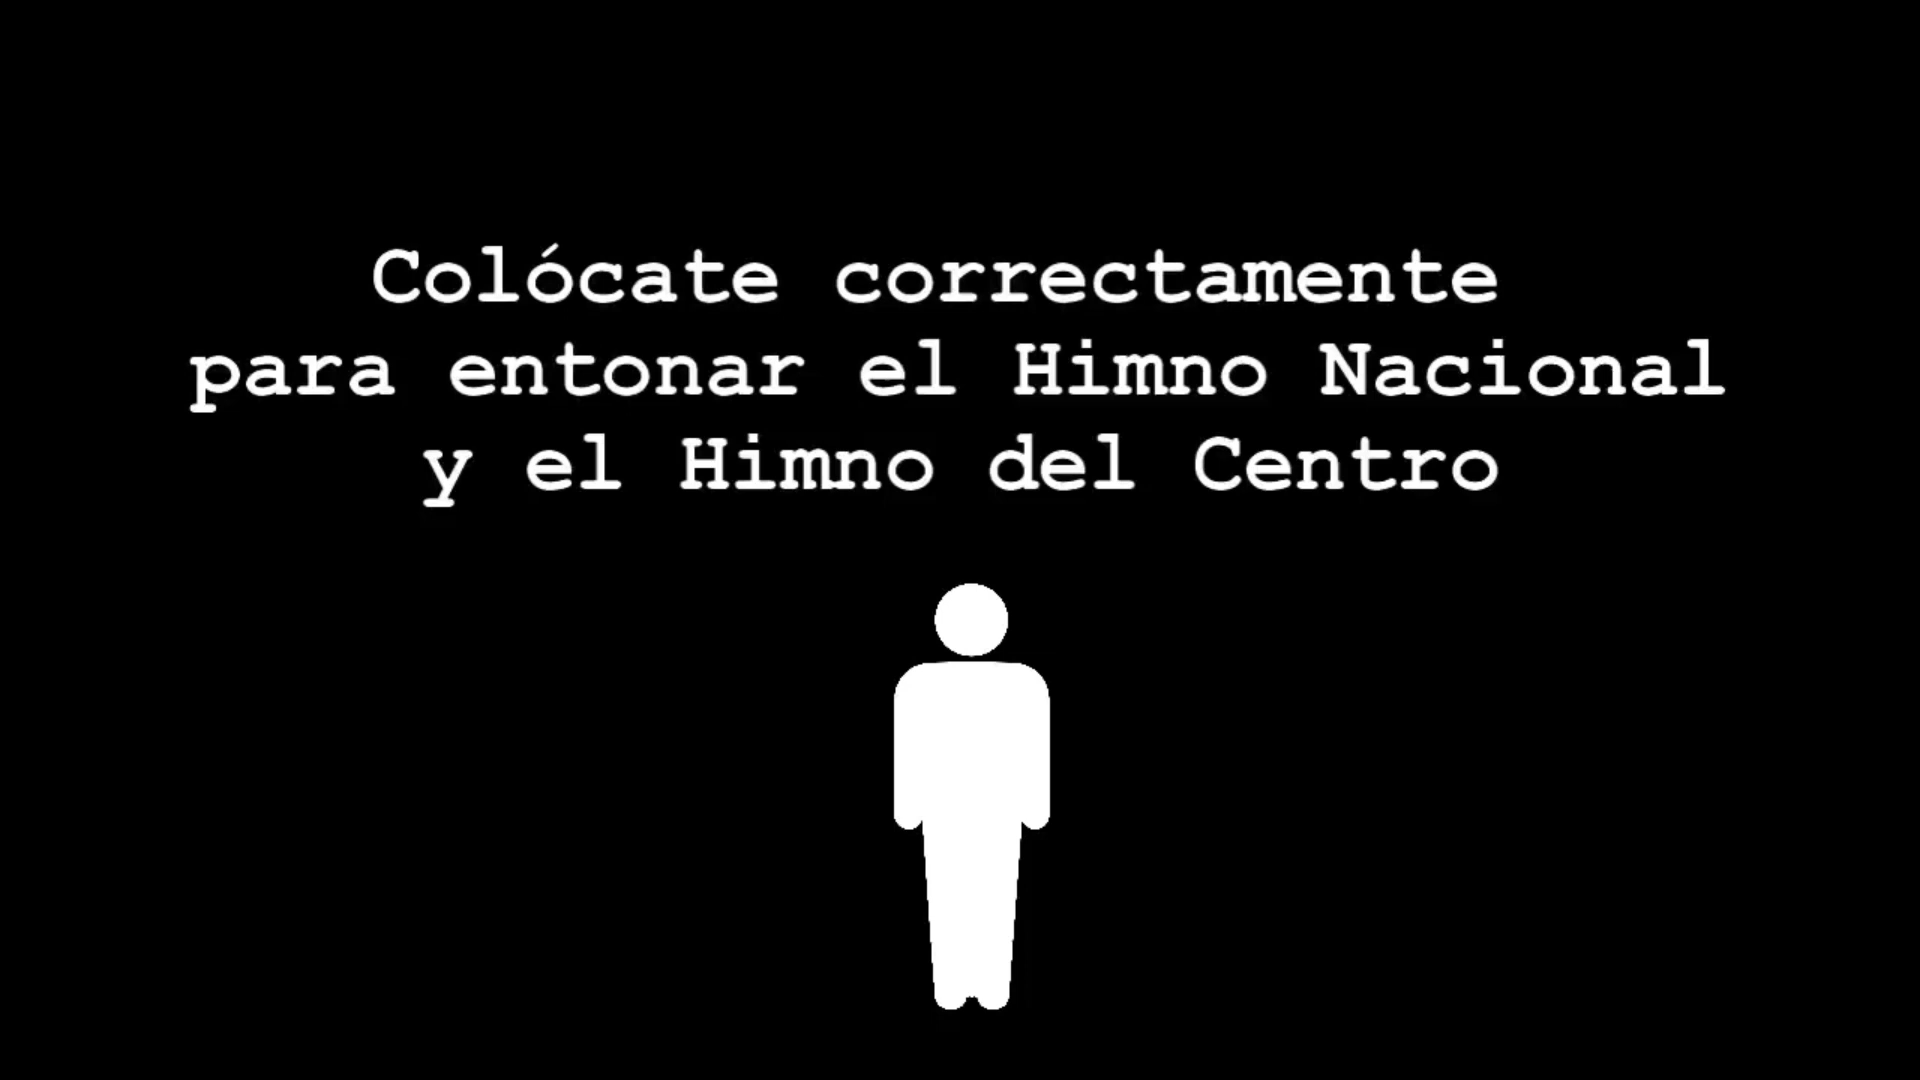 Colócate correctamente
para entonar el Himno Nacional
y el Himno del Centro